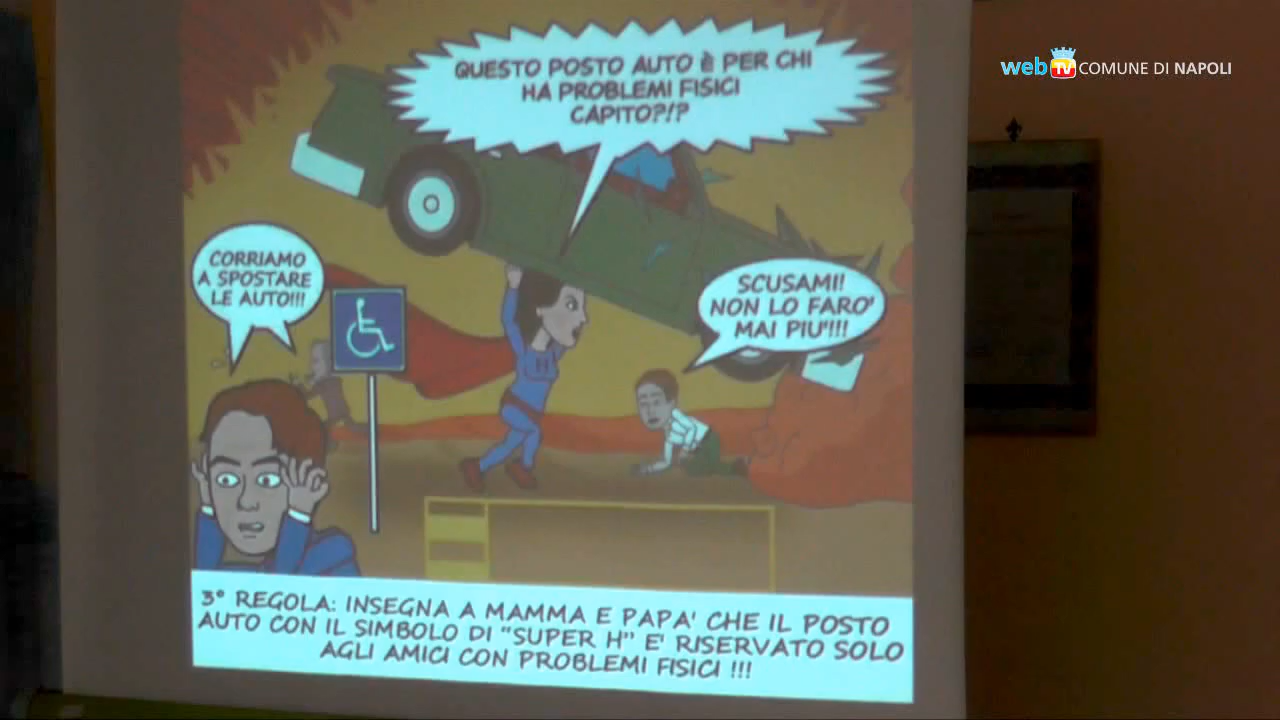 web TV COMUNE DI NAPOLI
QUESTO POSTO AUTO È PER CHI
HA PROBLEMI FISICI
CAPITO?!?
CORRIAMO
A SPOSTARE
LE AUTO!!!
SCUSAMI!
NON LO FARO'
MAI PIU'!!!
H
3° REGOLA: INSEGNA A MAMMA E PAPA' CHE IL POSTO
AUTO CON IL SIMBOLO DI "SUPER H" E' RISERVATO SOLO
AGLI AMICI CON PROBLEMI FISICI !!!